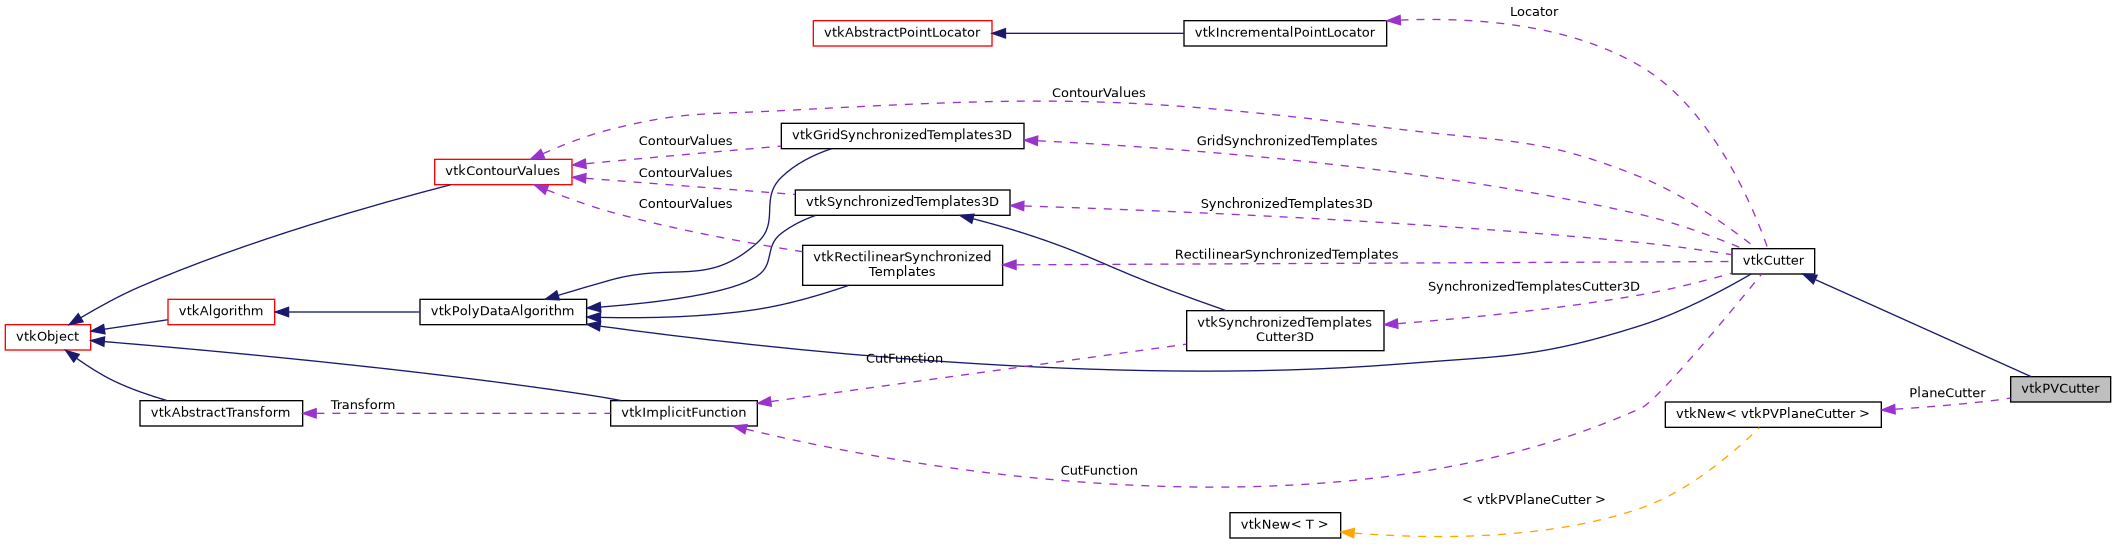 Locator
vtkAbstractPointLocator
vtkIncrementalPointLocator
ContourValues
vtkGridSynchronizedTemplates3D
ContourValues
GridSynchronizedTemplates
vtkContourValues
ContourValues
vtkSynchronizedTemplates3D
ContourValues
SynchronizedTemplates3D
vtkRectilinearSynchronized
Templates
RectilinearSynchronizedTemplates
vtkCutter
SynchronizedTemplatesCutter3D
vtkAlgorithm
vtkPolyDataAlgorithm
vtkSynchronizedTemplates
Cutter3D
vtkObject
CutFunction
vtkPVCutter
PlaneCutter
Transform
vtkAbstractTransform
vtkImplicitFunction
vtkNew< vtkPVPlaneCutter >
CutFunction
< vtkPVPlaneCutter >
vtkNew< T >